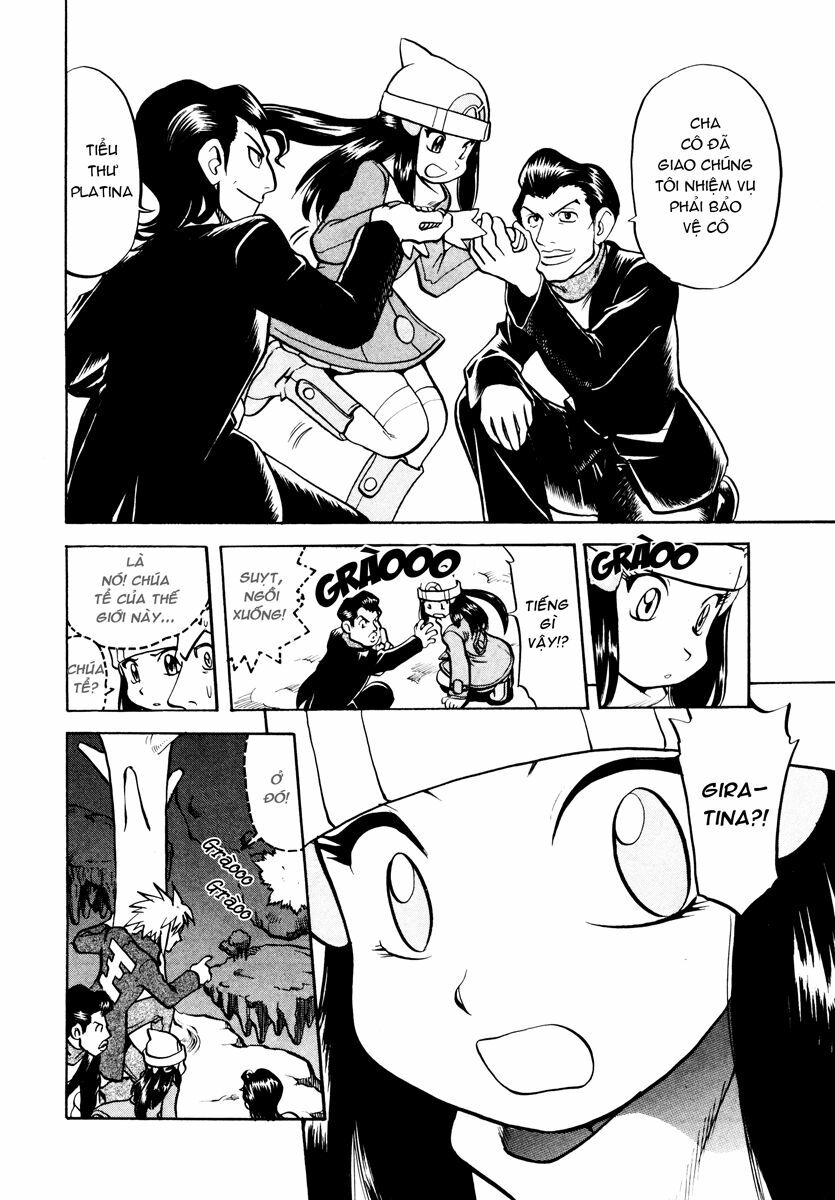 CHA
CÔ ĐÃ
GIAO CHÚNG
TÔI NHIỆM VỤ
PHẢI BẢO
VỆ CÔ
TIỂU
THƯ
PLATINA
GRÀOO
TIẾNG
GÌ
VẬY!?
GRÀOOO
SUYT,
NGỒI
XUỐNG!
LÀ
NÓ! CHÚA
TỂ CỦA THẾ
GIỚI NÀY...
CHÚA
TỂ?
GIRA-
TINA?!
Ở
ĐÓ!
Gràooo
Gràoo